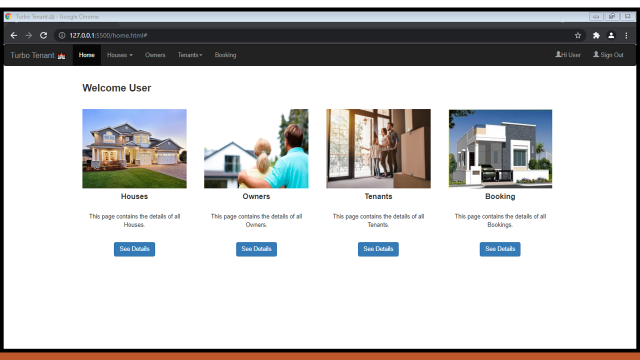 Turbo Tenant - Google Chrome
127.0.0.1:5500/home.html#
Turbo Tenant Home Houses Owners Tenants Booking Hi User Sign Out
Welcome User
Houses Owners Tenants Booking
This page contains the details of all This page contains the details of all This page contains the details of all This page contains the details of all
Houses. Owners. Tenants. Bookings.
See Details See Details See Details See Details